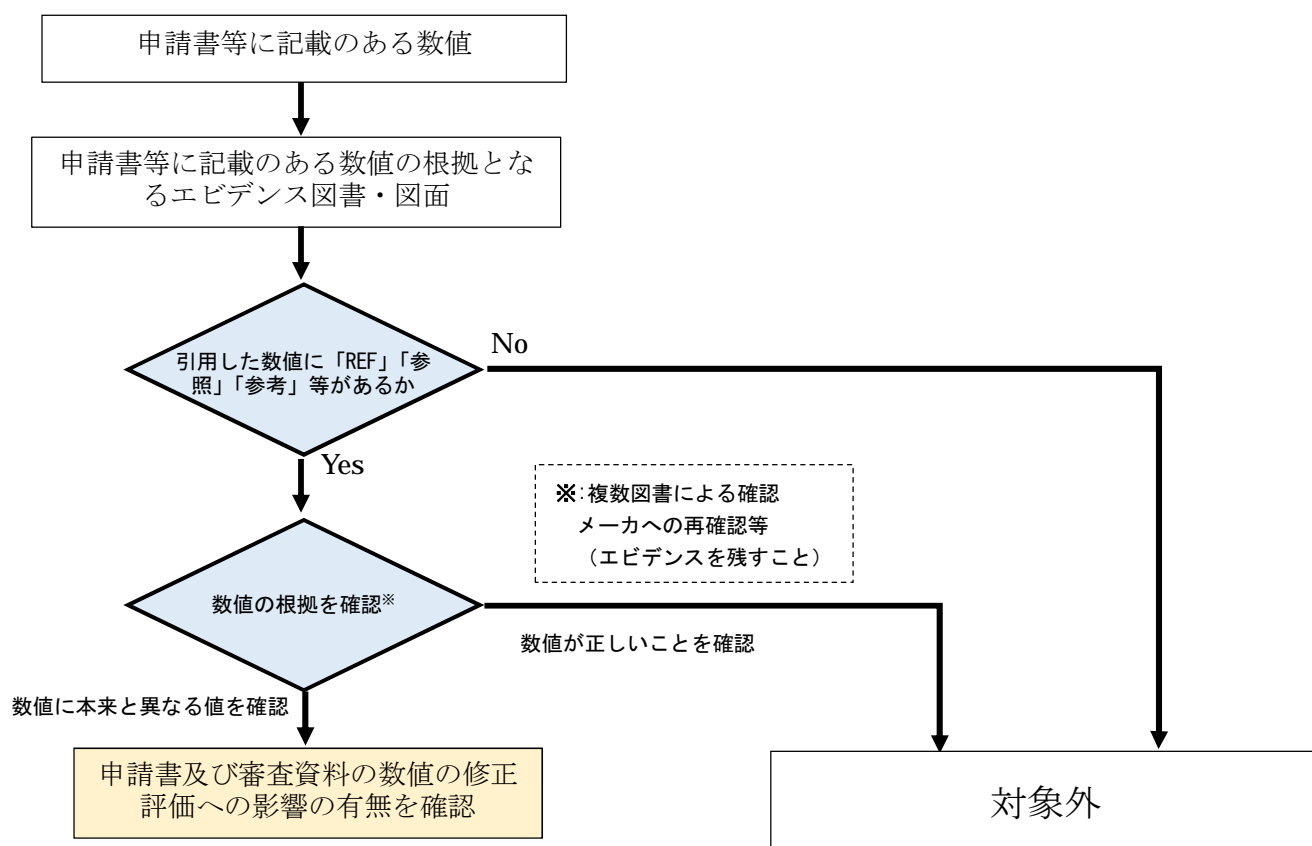 申請書等に記載のある数値
申請書等に記載のある数値の根拠とな
るエビデンス図書・図面
引用した数値に「REF」「参
照」「参考」等があるか
No
Yes
※:複数図書による確認
メーカへの再確認等
（エビデンスを残すこと）
数値の根拠を確認※
数値が正しいことを確認
数値に本来と異なる値を確認
申請書及び審査資料の数値の修正
評価への影響の有無を確認
対象外